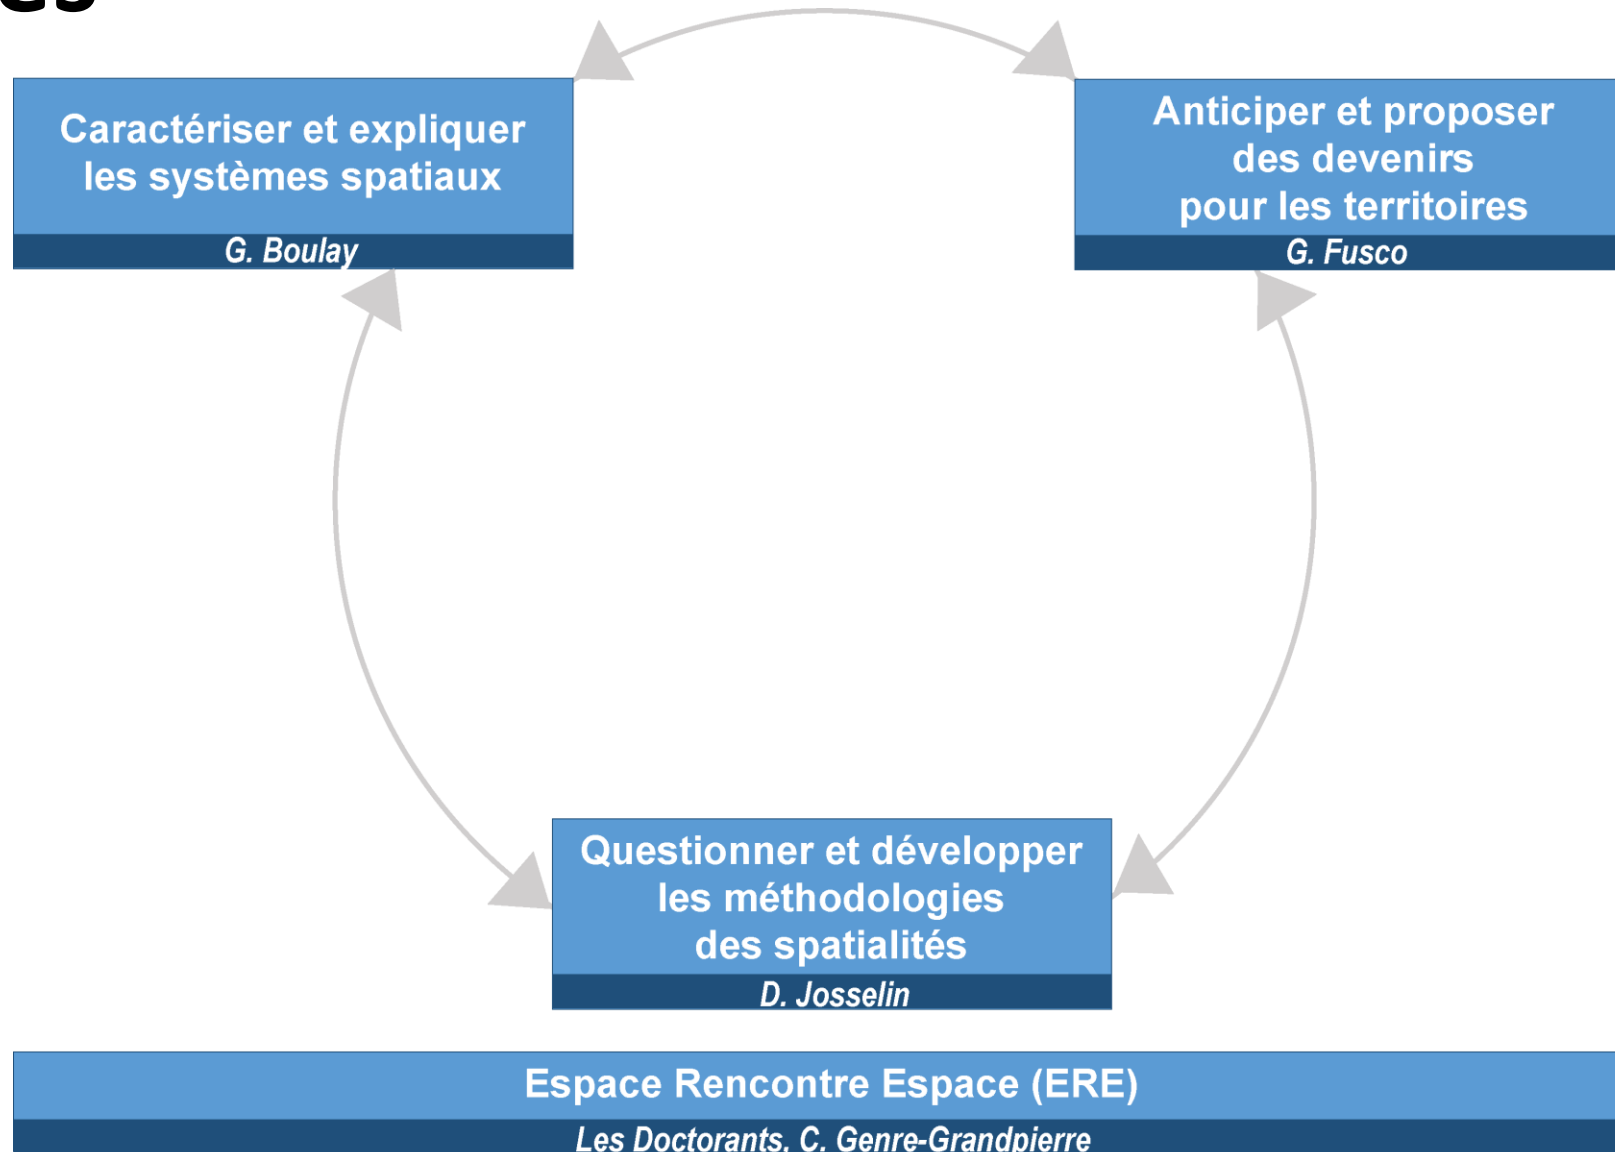 Caractériser et expliquer
les systèmes spatiaux
G. Boulay
Anticiper et proposer
des devenirs
pour les territoires
G. Fusco
Questionner et développer
les méthodologies
des spatialités
D. Josselin
Espace Rencontre Espace (ERE)
Les Doctorants, C. Genre-Grandpierre